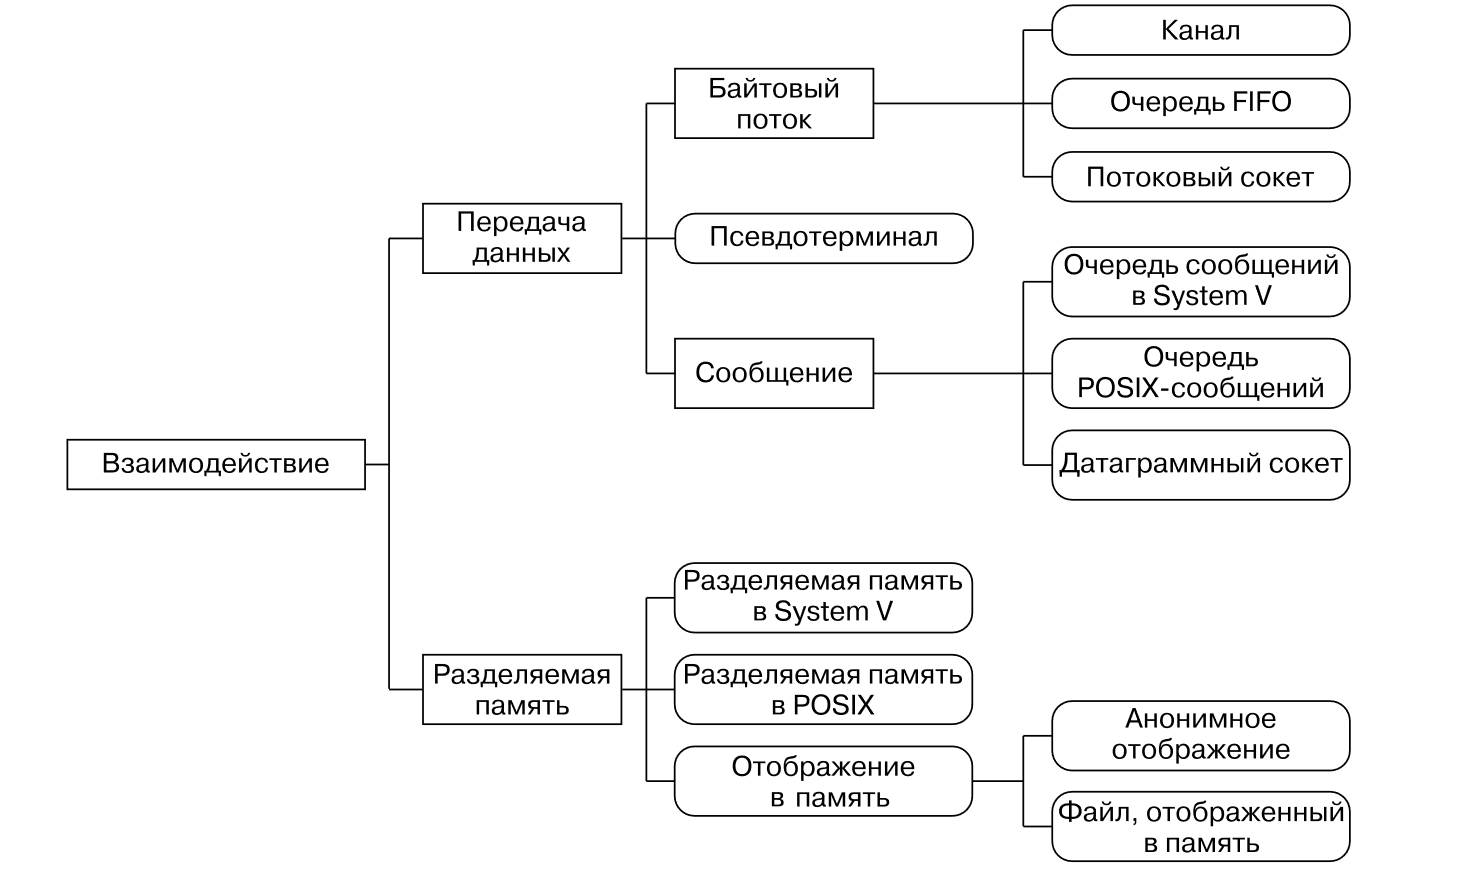 Канал
Байтовый
поток
Очередь FIFO
Потоковый сокет
Передача
данных
Псевдотерминал
Очередь сообщений
в System V
Сообщение
Очередь
POSIX-сообщений
Датаграммный сокет
Взаимодействие
Разделяемая память
в System V
Разделяемая
память
Разделяемая память
в POSIX
Отображение
в память
Анонимное
отображение
Файл, отображенный
в память